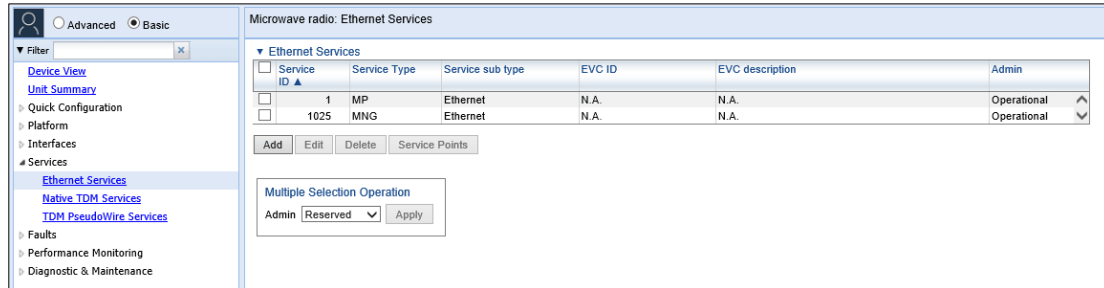 Advanced Basic
Microwave radio: Ethernet Services
Filter
Device View
Unit Summary
Quick Configuration
Platform
Interfaces
Services
Ethernet Services
Native TDM Services
TDM PseudoWire Services
Faults
Performance Monitoring
Diagnostic & Maintenance
Ethernet Services
Service ID ▲ Service Type Service sub type EVC ID EVC description Admin
1 MP Ethernet N.A. N.A. Operational
1025 MNG Ethernet N.A. N.A. Operational
Add Edit Delete Service Points
Multiple Selection Operation
Admin Reserved Apply